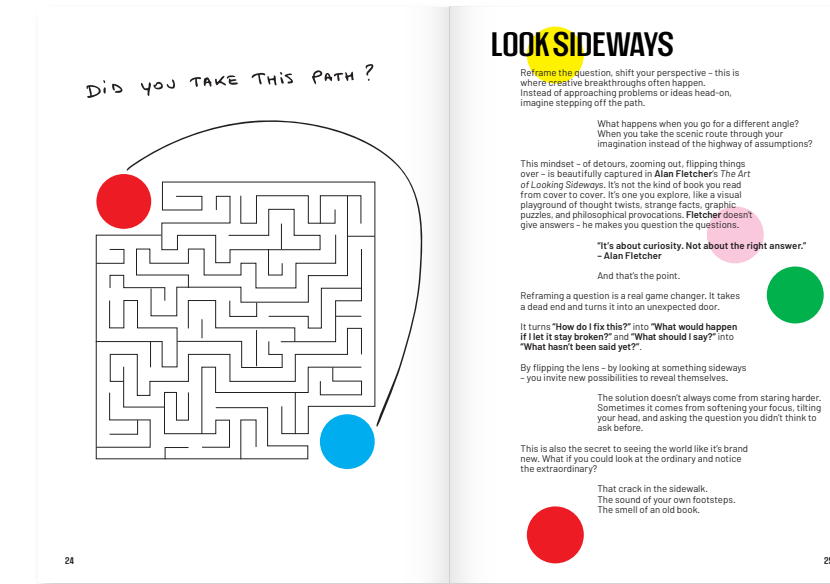 DiD YOU TAKE THiS PATH?
24
LOOK SIDEWAYS
Reframe the question, shift your perspective – this is
where creative breakthroughs often happen.
Instead of approaching problems or ideas head-on,
imagine stepping off the path.
What happens when you go for a different angle?
When you take the scenic route through your
imagination instead of the highway of assumptions?
This mindset – of detours, zooming out, flipping things
over – is beautifully captured in Alan Fletcher's The Art
of Looking Sideways. It's not the kind of book you read
from cover to cover. It's one you explore, like a visual
playground of thought twists, strange facts, graphic
puzzles, and philosophical provocations. Fletcher doesn't
give answers – he makes you question the questions.
“It's about curiosity. Not about the right answer.”
– Alan Fletcher
And that's the point.
Reframing a question is a real game changer. It takes
a dead end and turns it into an unexpected door.
It turns “How do I fix this?” into “What would happen
if I let it stay broken?” and “What should I say?” into
“What hasn't been said yet?”.
By flipping the lens – by looking at something sideways
– you invite new possibilities to reveal themselves.
The solution doesn't always come from staring harder.
Sometimes it comes from softening your focus, tilting
your head, and asking the question you didn't think to
ask before.
This is also the secret to seeing the world like it's brand
new. What if you could look at the ordinary and notice
the extraordinary?
That crack in the sidewalk.
The sound of your own footsteps.
The smell of an old book.